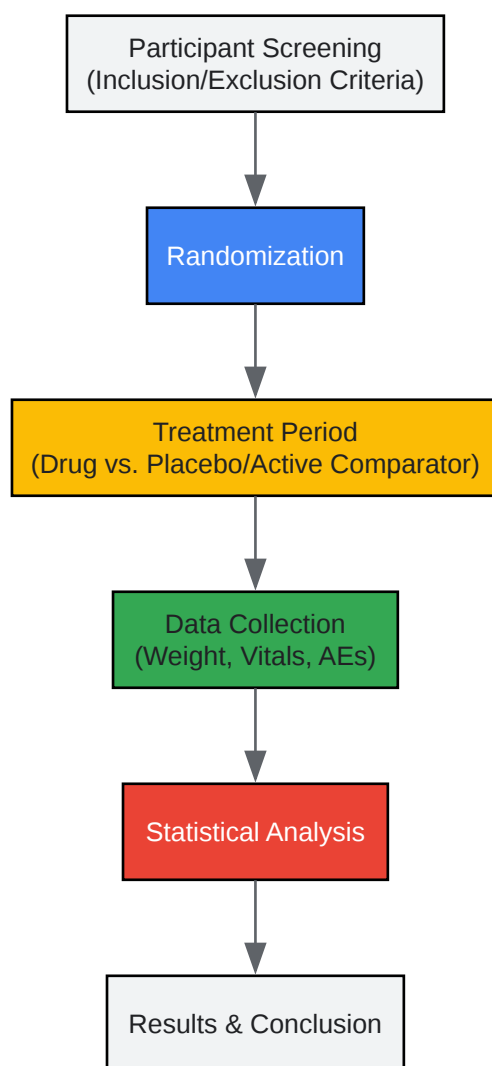 Participant Screening
(Inclusion/Exclusion Criteria)
Randomization
Treatment Period
(Drug vs. Placebo/Active Comparator)
Data Collection
(Weight, Vitals, AEs)
Statistical Analysis
Results & Conclusion